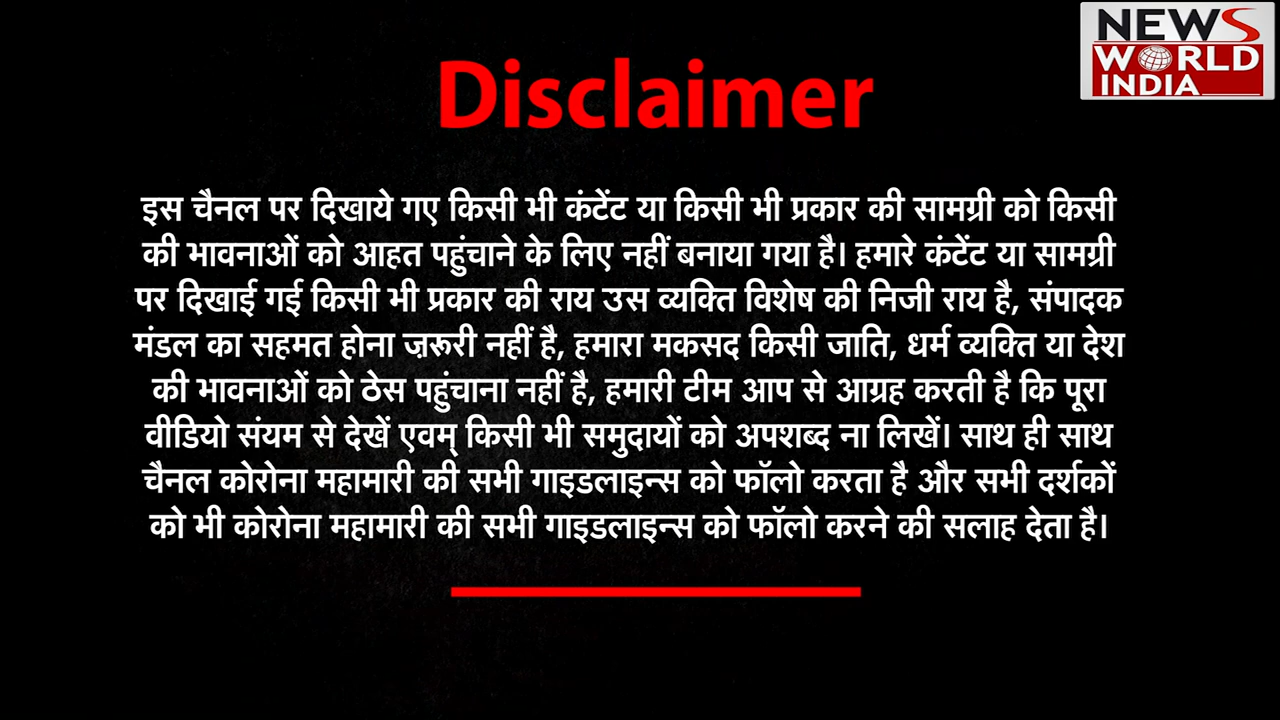 NEWS
WORLD
INDIA
Disclaimer
इस चैनल पर दिखाये गए किसी भी कंटेंट या किसी भी प्रकार की सामग्री को किसी
की भावनाओं को आहत पहुंचाने के लिए नहीं बनाया गया है। हमारे कंटेंट या सामग्री
पर दिखाई गई किसी भी प्रकार की राय उस व्यक्ति विशेष की निजी राय है, संपादक
मंडल का सहमत होना ज़रूरी नहीं है, हमारा मकसद किसी जाति, धर्म व्यक्ति या देश
की भावनाओं को ठेस पहुंचाना नहीं है, हमारी टीम आप से आग्रह करती है कि पूरा
वीडियो संयम से देखें एवम् किसी भी समुदायों को अपशब्द ना लिखें। साथ ही साथ
चैनल कोरोना महामारी की सभी गाइडलाइन्स को फॉलो करता है और सभी दर्शकों
को भी कोरोना महामारी की सभी गाइडलाइन्स को फॉलो करने की सलाह देता है।